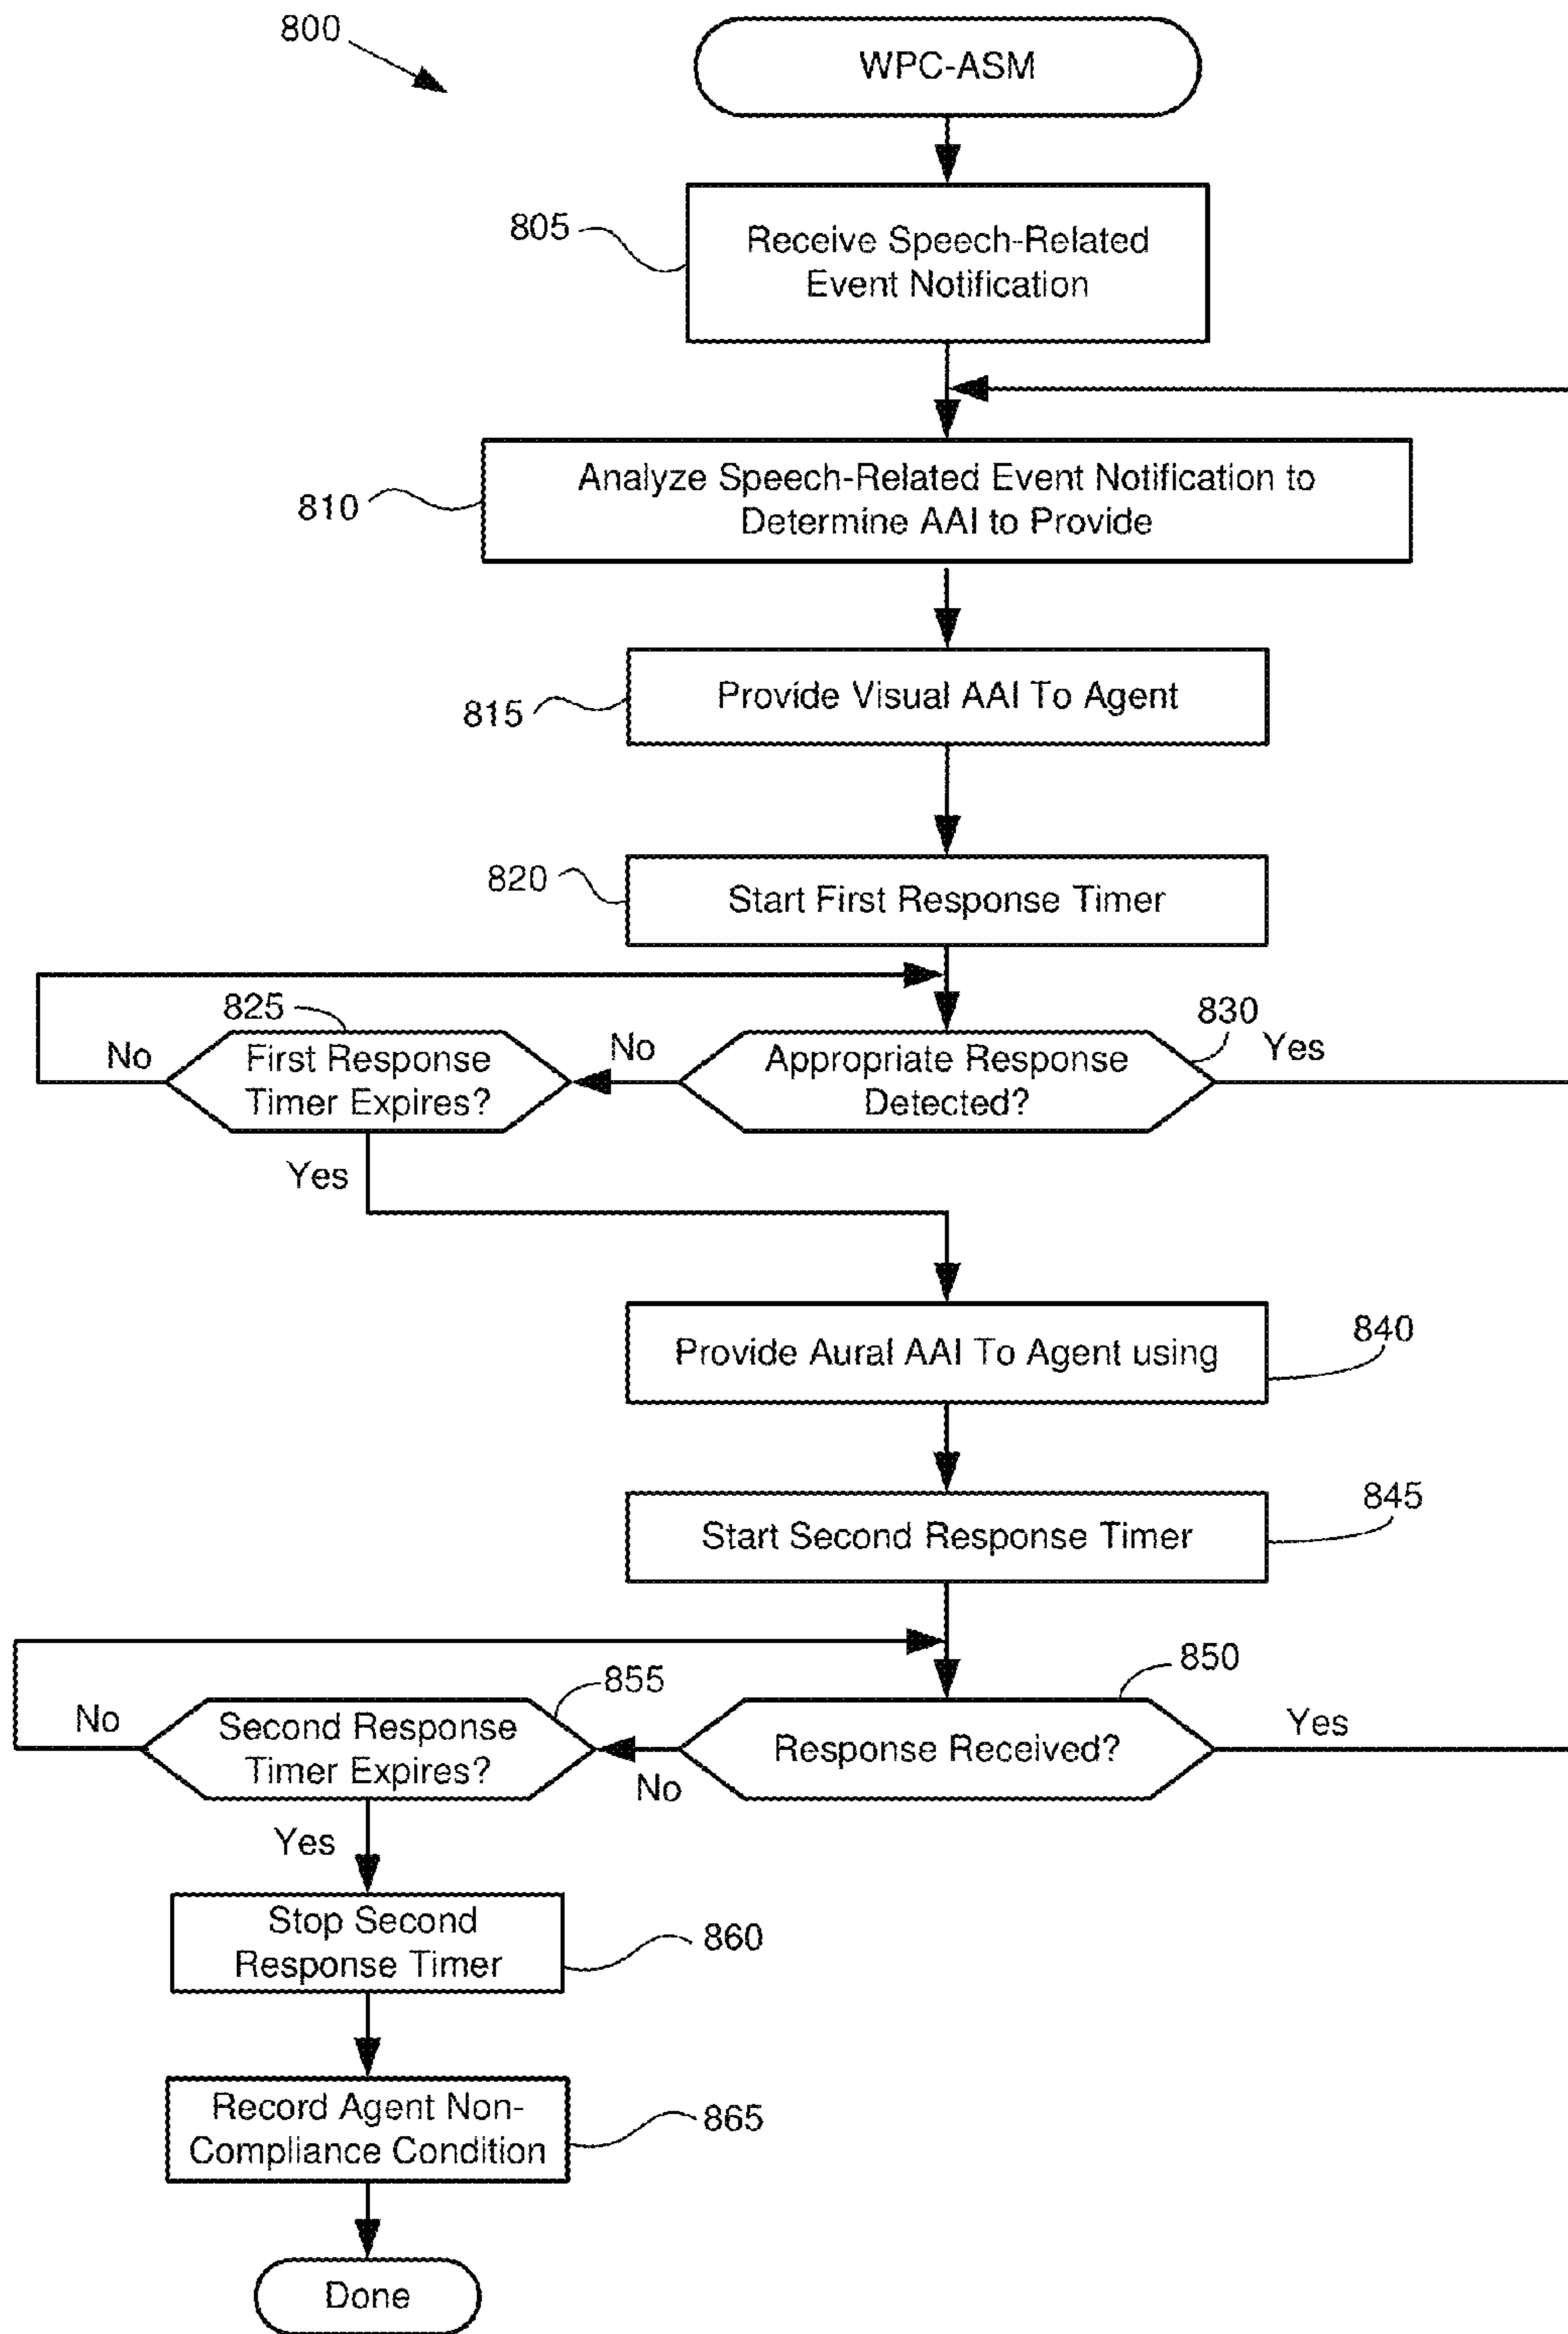 800
WPC-ASM
805
Receive Speech-Related
Event Notification
810
Analyze Speech-Related Event Notification to
Determine AAI to Provide
815
Provide Visual AAI To Agent
820
Start First Response Timer
825
830
No
First Response
Timer Expires?
No
Appropriate Response
Detected?
Yes
Yes
Provide Aural AAI To Agent using
840
Start Second Response Timer
845
855
850
No
Second Response
Timer Expires?
No
Response Received?
Yes
Yes
Stop Second
Response Timer
860
Record Agent Non-
Compliance Condition
865
Done